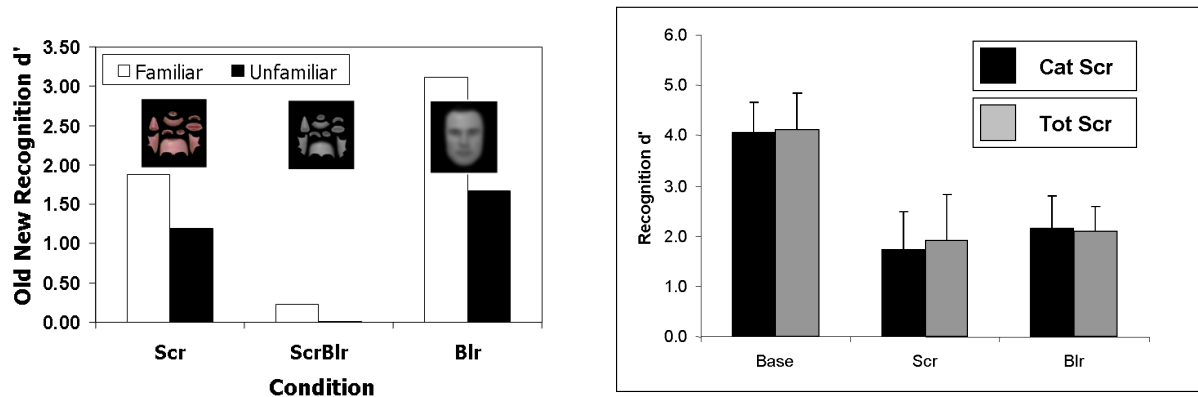 Old New Recognition d'
3.50
3.00
2.50
2.00
1.50
1.00
0.50
0.00
Familiar Unfamiliar
Scr ScrBlr Blr
Condition
Recognition d'
6.0
5.0
4.0
3.0
2.0
1.0
0.0
Cat Scr
Tot Scr
Base Scr Blr